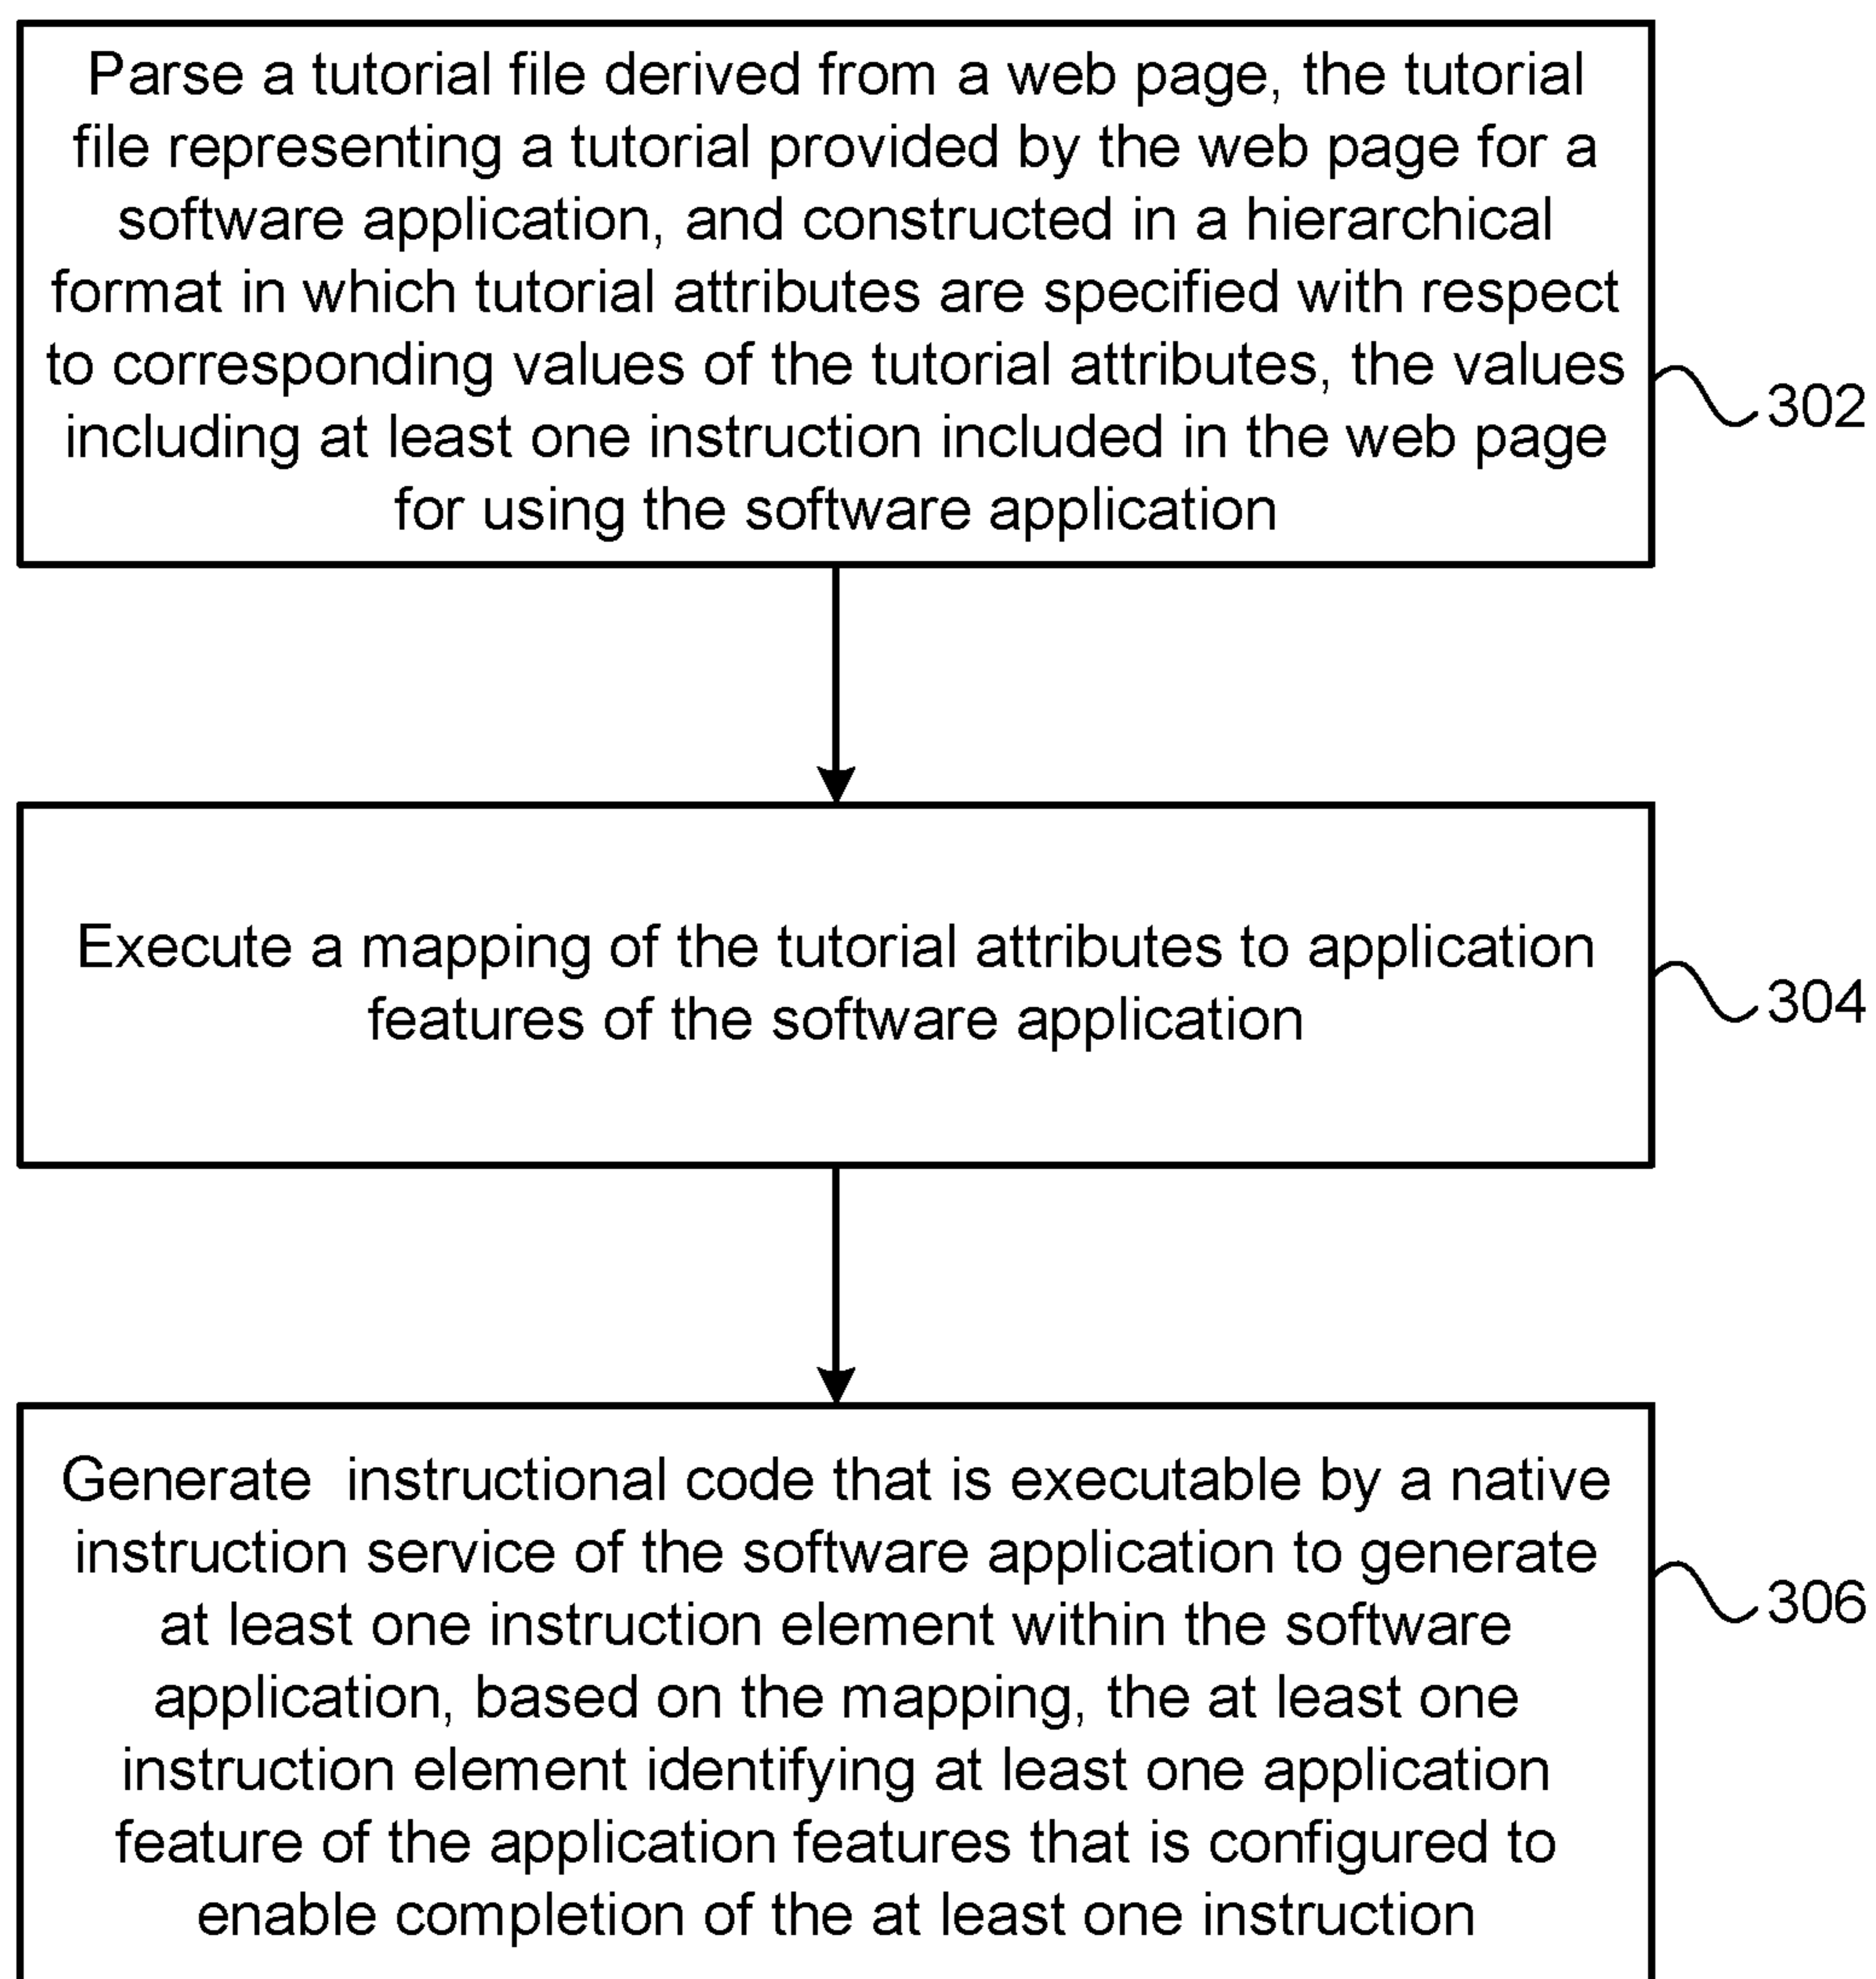 Parse a tutorial file derived from a web page, the tutorial
file representing a tutorial provided by the web page for a
software application, and constructed in a hierarchical
format in which tutorial attributes are specified with respect
to corresponding values of the tutorial attributes, the values
including at least one instruction included in the web page
for using the software application
302
Execute a mapping of the tutorial attributes to application
features of the software application
304
Generate  instructional code that is executable by a native
instruction service of the software application to generate
at least one instruction element within the software
application, based on the mapping, the at least one
instruction element identifying at least one application
feature of the application features that is configured to
enable completion of the at least one instruction
306